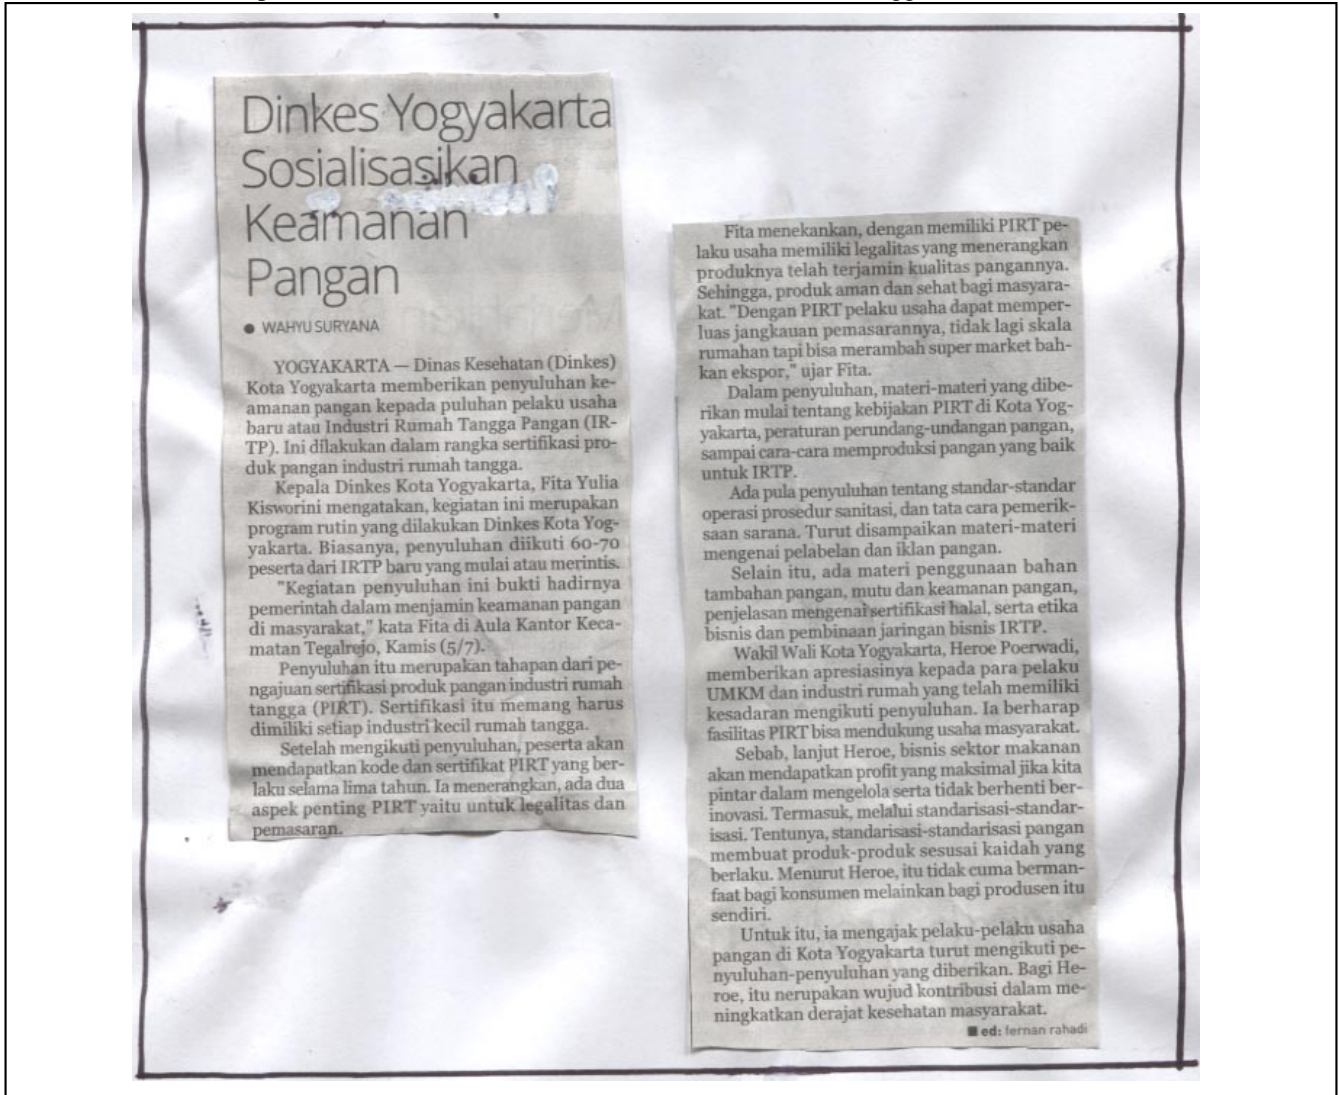 Dinkes Yogyakarta
Sosialisasikan
Keamanan
Pangan
● WAHYU SURYANA
YOGYAKARTA — Dinas Kesehatan (Dinkes)
Kota Yogyakarta memberikan penyuluhan ke-
amanan pangan kepada puluhan pelaku usaha
baru atau Industri Rumah Tangga Pangan (IR-
TP). Ini dilakukan dalam rangka sertifikasi pro-
duk pangan industri rumah tangga.
Kepala Dinkes Kota Yogyakarta, Fita Yulia
Kisworini mengatakan, kegiatan ini merupakan
program rutin yang dilakukan Dinkes Kota Yog-
yakarta. Biasanya, penyuluhan diikuti 60-70
peserta dari IRTP baru yang mulai atau merintis.
"Kegiatan penyuluhan ini bukti hadirnya
pemerintah dalam menjamin keamanan pangan
di masyarakat," kata Fita di Aula Kantor Keca-
matan Tegalrejo, Kamis (5/7).
Penyuluhan itu merupakan tahapan dari pe-
ngajuan sertifikasi produk pangan industri rumah
tangga (PIRT). Sertifikasi itu memang harus
dimiliki setiap industri kecil rumah tangga.
Setelah mengikuti penyuluhan, peserta akan
mendapatkan kode dan sertifikat PIRT yang ber-
laku selama lima tahun. Ia menerangkan, ada dua
aspek penting PIRT yaitu untuk legalitas dan
pemasaran.
Fita menekankan, dengan memiliki PIRT pe-
laku usaha memiliki legalitas yang menerangkan
produknya telah terjamin kualitas pangannya.
Sehingga, produk aman dan sehat bagi masyara-
kat. "Dengan PIRT pelaku usaha dapat memper-
luas jangkauan pemasarannya, tidak lagi skala
rumahan tapi bisa merambah super market bah-
kan ekspor," ujar Fita.
Dalam penyuluhan, materi-materi yang dibe-
rikan mulai tentang kebijakan PIRT di Kota Yog-
yakarta, peraturan perundang-undangan pangan,
sampai cara-cara memproduksi pangan yang baik
untuk IRTP.
Ada pula penyuluhan tentang standar-standar
operasi prosedur sanitasi, dan tata cara pemerik-
saan sarana. Turut disampaikan materi-materi
mengenai pelabelan dan iklan pangan.
Selain itu, ada materi penggunaan bahan
tambahan pangan, mutu dan keamanan pangan,
penjelasan mengenai sertifikasi halal, serta etika
bisnis dan pembinaan jaringan bisnis IRTP.
Wakil Wali Kota Yogyakarta, Heroe Poerwadi,
memberikan apresiasinya kepada para pelaku
UMKM dan industri rumah yang telah memiliki
kesadaran mengikuti penyuluhan. Ia berharap
fasilitas PIRT bisa mendukung usaha masyarakat.
Sebab, lanjut Heroe, bisnis sektor makanan
akan mendapatkan profit yang maksimal jika kita
pintar dalam mengelola serta tidak berhenti ber-
inovasi. Termasuk, melalui standarisasi-standar-
isasi. Tentunya, standarisasi-standarisasi pangan
membuat produk-produk sesusai kaidah yang
berlaku. Menurut Heroe, itu tidak cuma berman-
faat bagi konsumen melainkan bagi produsen itu
sendiri.
Untuk itu, ia mengajak pelaku-pelaku usaha
pangan di Kota Yogyakarta turut mengikuti pe-
nyuluhan-penyuluhan yang diberikan. Bagi He-
roe, itu nerupakan wujud kontribusi dalam me-
ningkatkan derajat kesehatan masyarakat.
■ ed: fernan rahadi